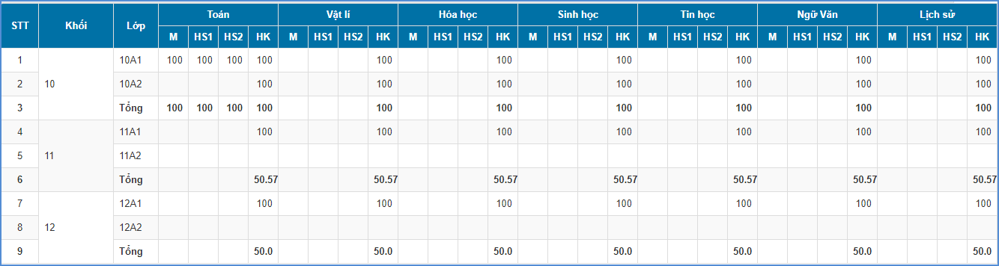 STT Khối Lớp Toán Vật lí Hóa học Sinh học Tin học Ngữ Văn Lịch sử
M HS1 HS2 HK M HS1 HS2 HK M HS1 HS2 HK M HS1 HS2 HK M HS1 HS2 HK M HS1 HS2 HK M HS1 HS2 HK
1 10A1 100 100 100 100 100 100 100 100 100 100
2 10 10A2 100 100 100 100 100 100 100
3 Tổng 100 100 100 100 100 100 100 100 100 100
4 11A1 100 100 100 100 100 100 100
5 11 11A2
6 Tổng 50.57 50.57 50.57 50.57 50.57 50.57 50.57
7 12A1 100 100 100 100 100 100 100
8 12 12A2
9 Tổng 50.0 50.0 50.0 50.0 50.0 50.0 50.0